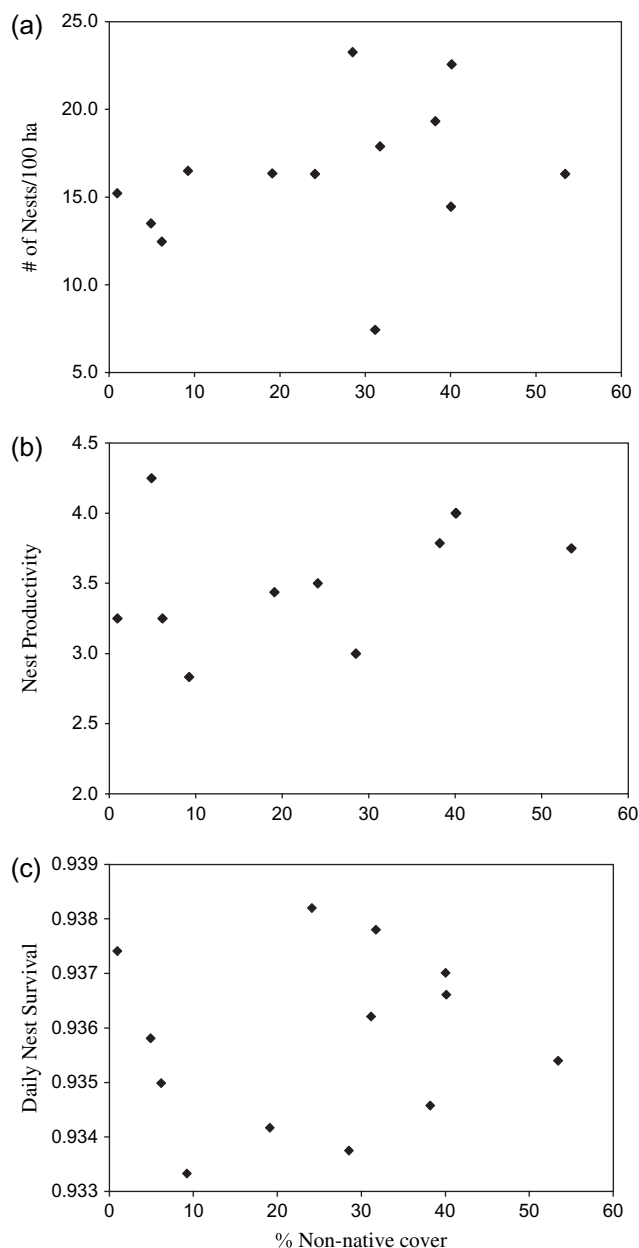 (a)
25.0
20.0
15.0
10.0
5.0
# of Nests/100 ha
0 10 20 30 40 50 60
(b)
4.5
4.0
3.5
3.0
2.5
2.0
Nest Productivity
0 10 20 30 40 50 60
(c)
0.939
0.938
0.937
0.936
0.935
0.934
0.933
Daily Nest Survival
0 10 20 30 40 50 60
% Non-native cover